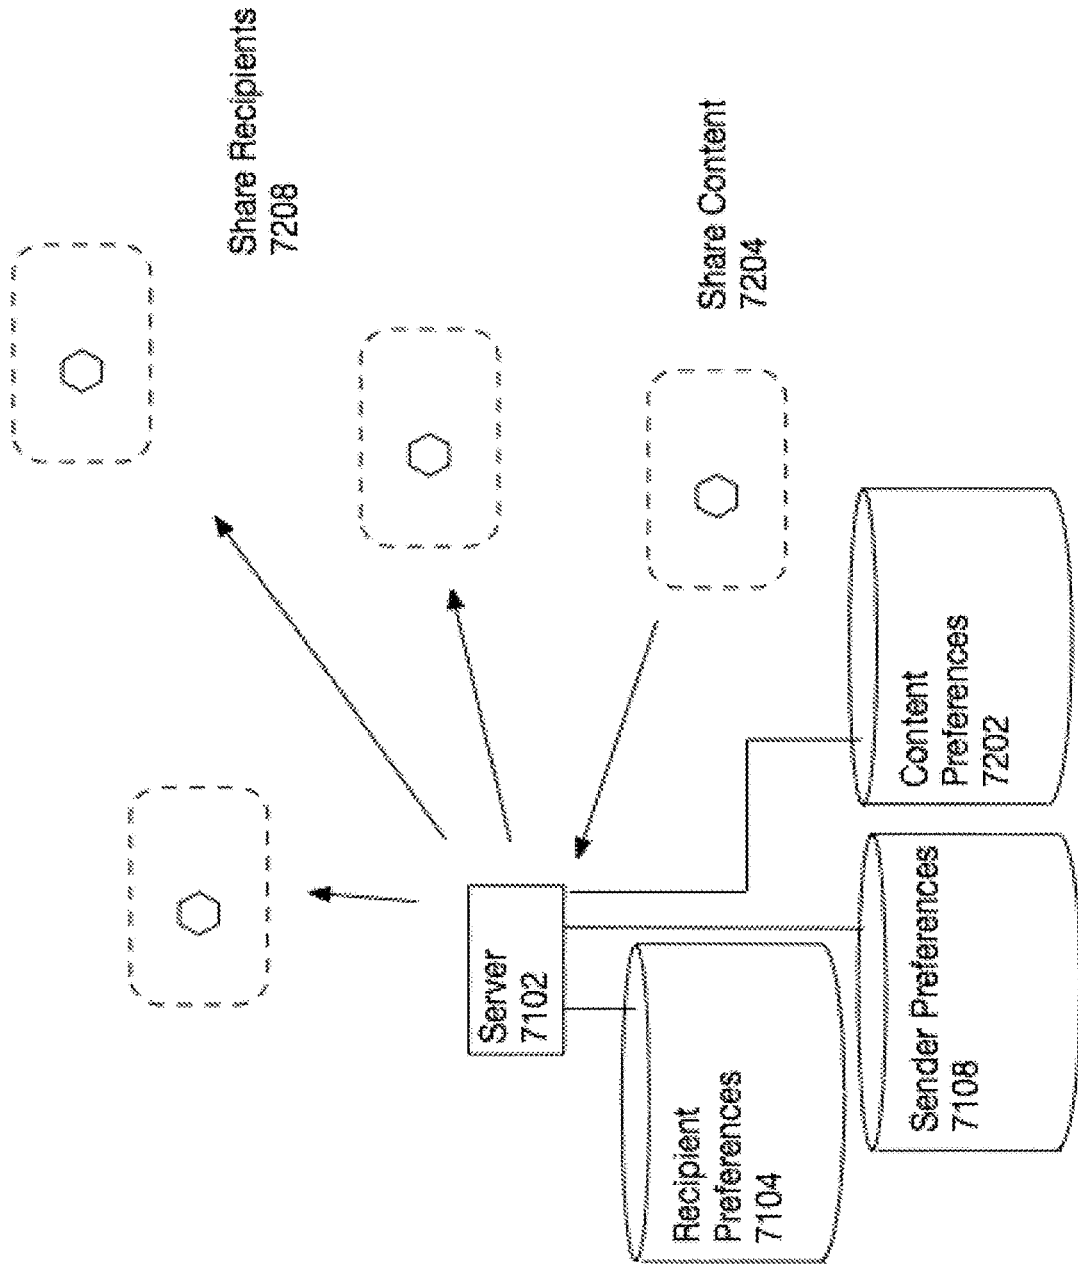 Share Recipients
7208
Share Content
7204
Server
7102
Recipient
Preferences
7104
Sender Preferences
7108
Content
Preferences
7202